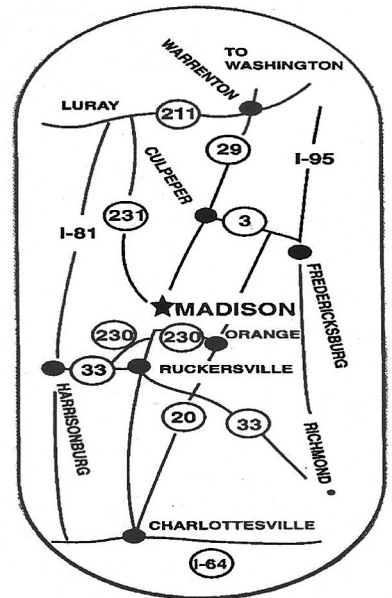 WARRENTON
TO
WASHINGTON
LURAY
211
29
I-95
CULPEPER
231
3
I-81
MADISON
FREDERICKSBURG
230
230
ORANGE
33
RUCKERSVILLE
HARRISONBURG
20
33
RICHMOND
CHARLOTTESVILLE
I-64